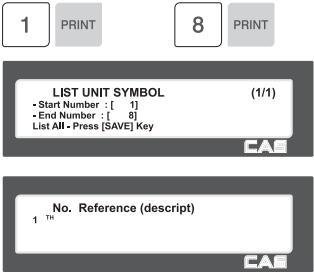 1 PRINT 8 PRINT
LIST UNIT SYMBOL (1/1)
- Start Number : [ 1]
- End Number : [ 8]
List All - Press [SAVE] Key
CAS
No. Reference (descript)
1 TH
CAS